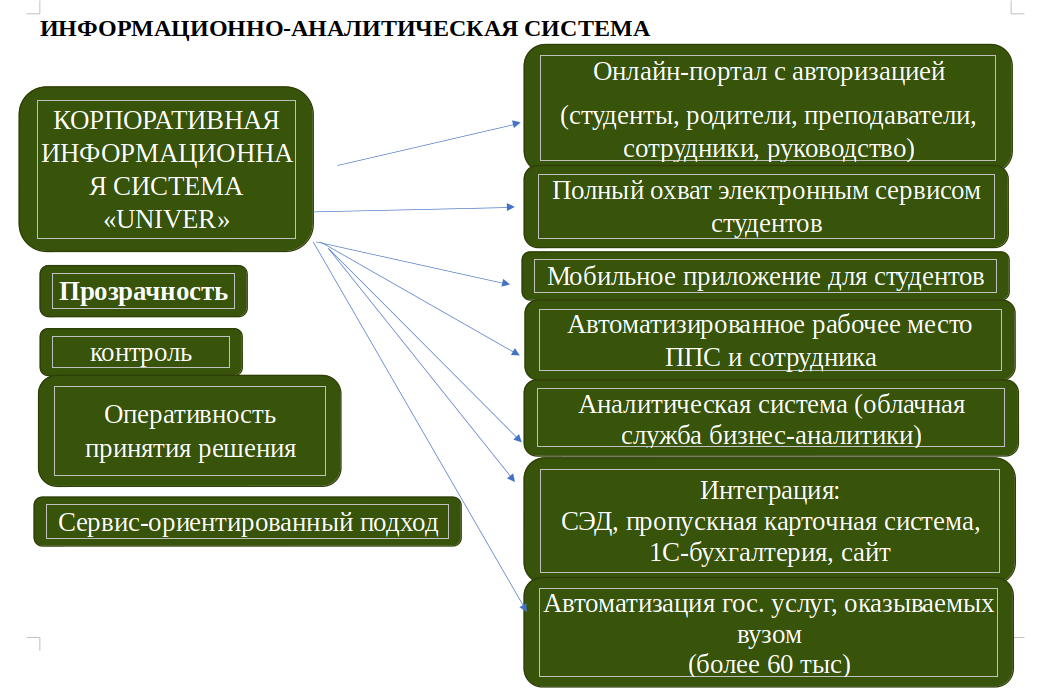 ИНФОРМАЦИОННО-АНАЛИТИЧЕСКАЯ СИСТЕМА
КОРПОРАТИВНАЯ
ИНФОРМАЦИОННА
Я СИСТЕМА
«UNIVER»
Прозрачность
контроль
Оперативность
принятия решения
Сервис-ориентированный подход
Онлайн-портал с авторизацией
(студенты, родители, преподаватели,
сотрудники, руководство)
Полный охват электронным сервисом
студентов
Мобильное приложение для студентов
Автоматизированное рабочее место
ППС и сотрудника
Аналитическая система (облачная
служба бизнес-аналитики)
Интеграция:
СЭД, пропускная карточная система,
1С-бухгалтерия, сайт
Автоматизация гос. услуг, оказываемых
вузом
(более 60 тыс)